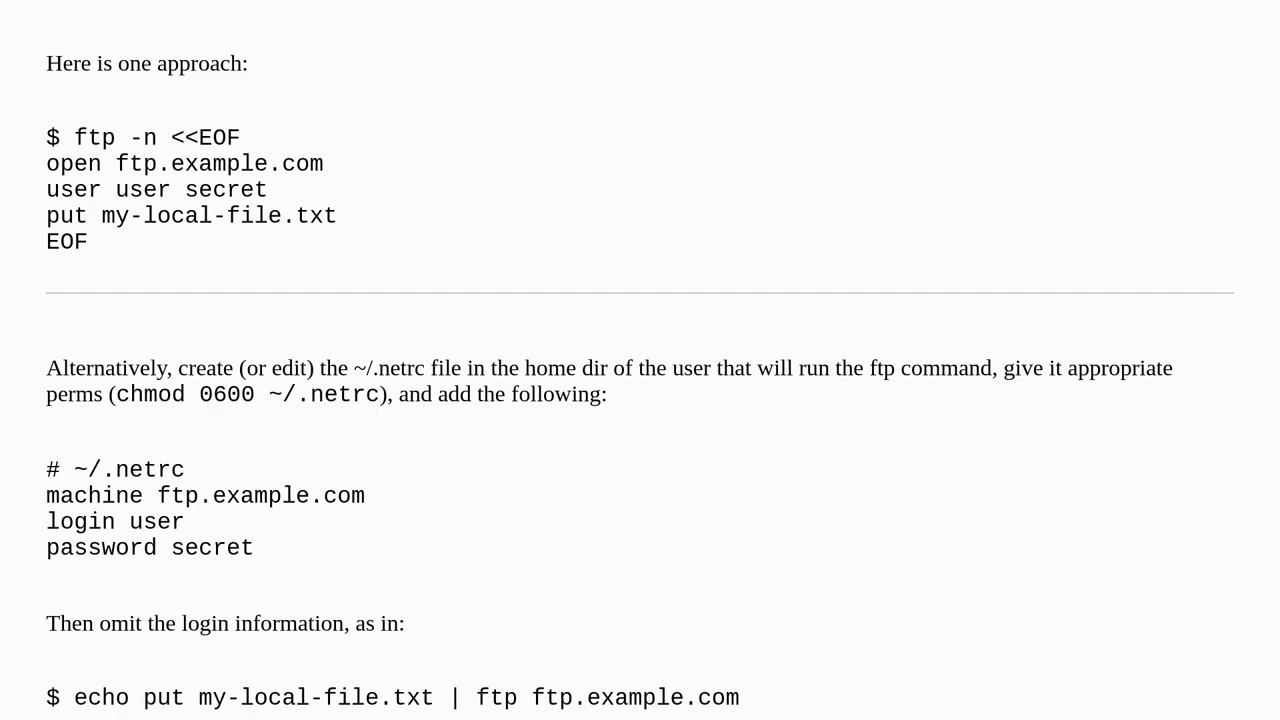 Here is one approach:
$ ftp -n <<EOF
open ftp.example.com
user user secret
put my-local-file.txt
EOF
Alternatively, create (or edit) the ~/.netrc file in the home dir of the user that will run the ftp command, give it appropriate
perms (chmod 0600 ~/.netrc), and add the following:
# ~/.netrc
machine ftp.example.com
login user
password secret
Then omit the login information, as in:
$ echo put my-local-file.txt | ftp ftp.example.com